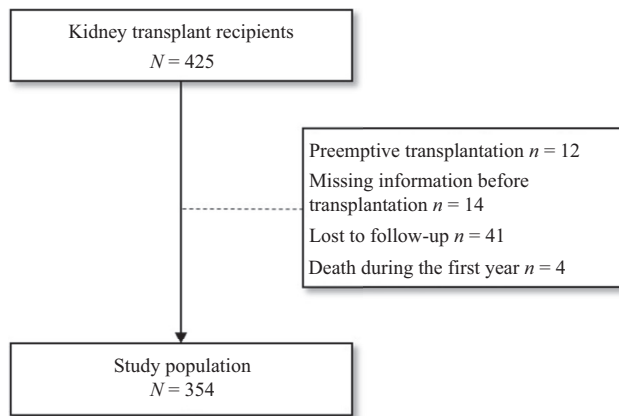 Kidney transplant recipients
N = 425
Preemptive transplantation n = 12
Missing information before
transplantation n = 14
Lost to follow-up n = 41
Death during the first year n = 4
Study population
N = 354